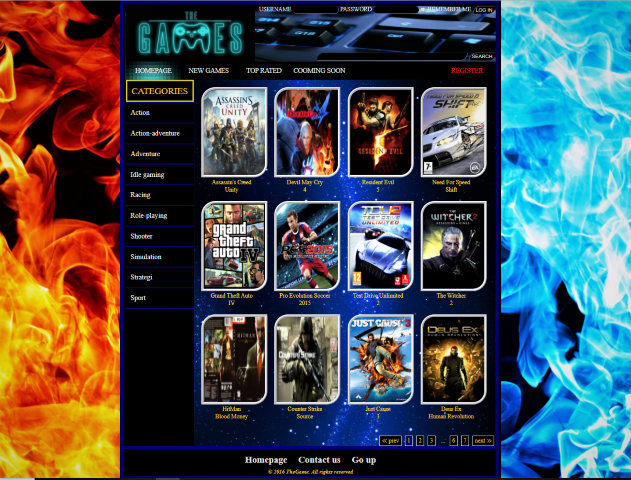 THE
GAMES
USERNAME PASSWORD REMEMBER ME LOG IN
SEARCH
HOMEPAGE NEW GAMES TOP RATED COOMING SOON REGISTER
CATEGORIES
Action
Action-adventure
Adventure
Idle gaming
Racing
Role-playing
Shooter
Simulation
Strategi
Sport
ASSASSIN'S
CREED
UNITY
Assassin's Creed
Unity
Devil May Cry
4
RESIDENT EVIL
Resident Evil
5
NEED FOR SPEED
SHIFT
EA
Need For Speed
Shift
grand
theft
auto
IV
Grand Theft Auto
IV
2015
Pro Evolution Soccer
2015
TDU2
TEST DRIVE
UNLIMITED
12
Test Drive Unlimited
2
THE
WITCHER 2
The Witcher
2
HITMAN
HitMan
Blood Money
COUNTER STRIKE
Counter Strike
Source
JUST CAUSE
Just Cause
3
DEUS EX
HUMAN REVOLUTION
Deus Ex
Human Revolution
<< prev 1 2 3 ... 6 7 next >>
Homepage Contact us Go up
© 2016 TheGame. All rights reserved